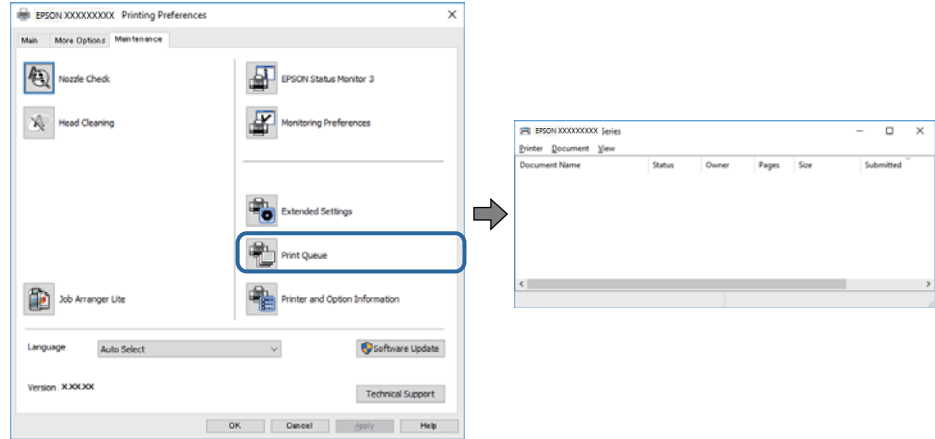 EPSON XXXXXXXXX Printing Preferences
Main More Options Maintenance
Nozzle Check
EPSON Status Monitor 3
Head Cleaning
Monitoring Preferences
Extended Settings
Print Queue
Job Arranger Lite
Printer and Option Information
Language Auto Select
Software Update
Version X.XX.XX
Technical Support
OK Cancel Apply Help
EPSON XXXXXXXXX Series
Printer Document View
Document Name Status Owner Pages Size Submitted